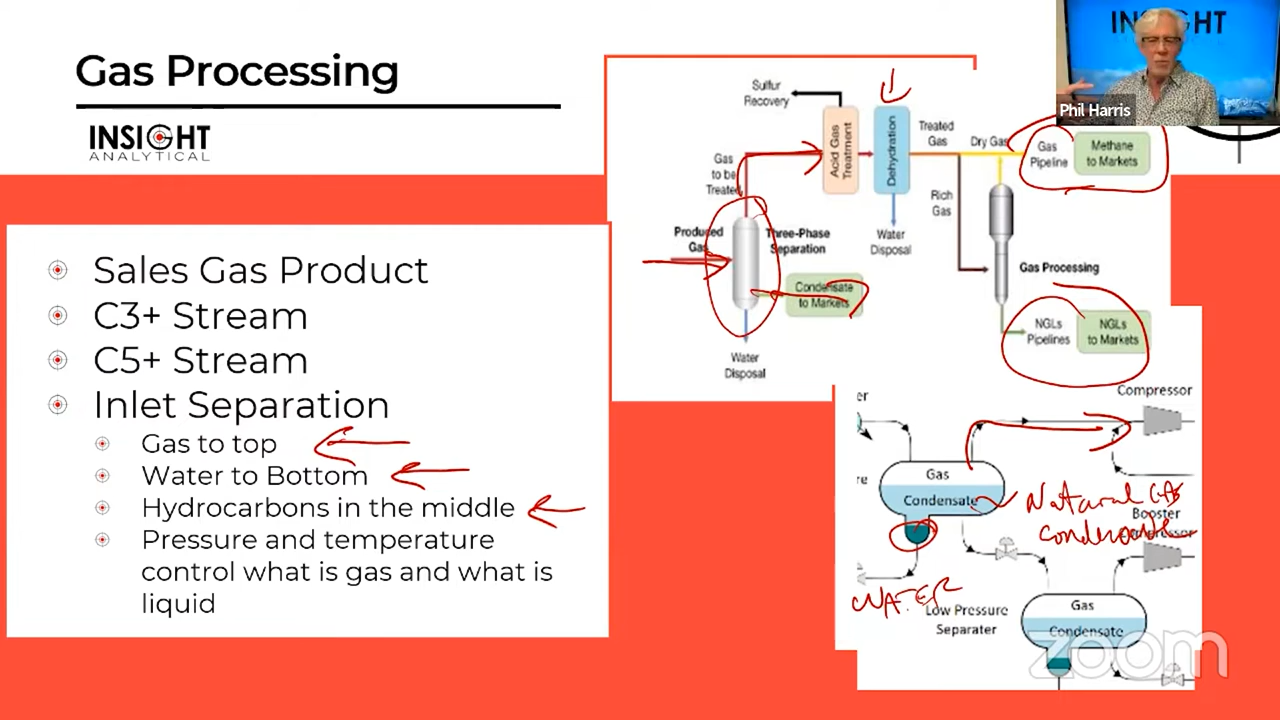 Gas Processing
INSIGHT
ANALYTICAL
Sales Gas Product
C3+ Stream
C5+ Stream
Inlet Separation
Gas to top
Water to Bottom
Hydrocarbons in the middle
Pressure and temperature
control what is gas and what is
liquid
Sulfur
Recovery
Gas
to be
Treated
Acid Gas
Treatment
Dehydration
Treated
Gas
Dry Gas
Gas
Pipeline
Methane
to Markets
Produced
Gas
Three-Phase
Separation
Condensate
to Markets
Water
Disposal
Water
Disposal
Rich
Gas
Gas Processing
NGLs
Pipelines
NGLs
to Markets
Compressor
Gas
Condensate
Natural Gas
condensate
Booster
Compressor
WATER
Low Pressure
Separater
Gas
Condensate
zoom
INSIGHT
Phil Harris